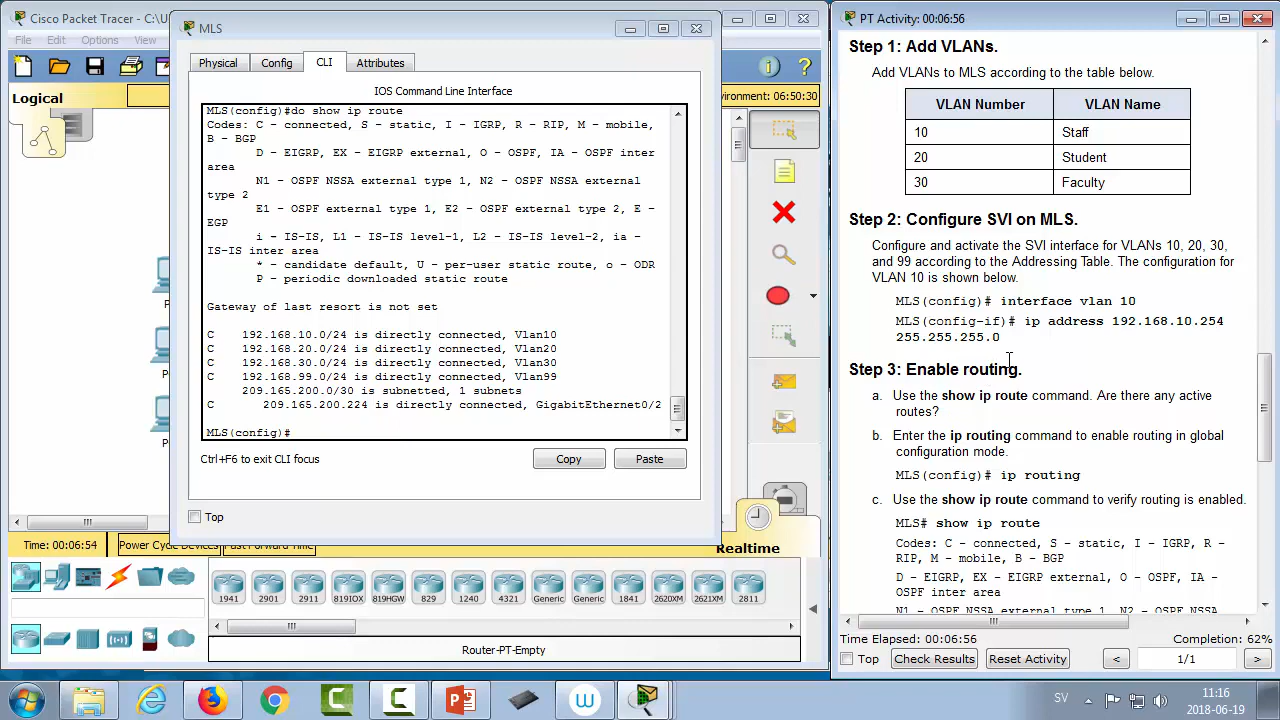 Cisco Packet Tracer - C:\U
File Edit Options View
Logical
06:50:30
MLS
Physical Config CLI Attributes
IOS Command Line Interface
MLS(config)#do show ip route
Codes: C - connected, S - static, I - IGRP, R - RIP, M - mobile,
B - BGP
D - EIGRP, EX - EIGRP external, O - OSPF, IA - OSPF inter
area
N1 - OSPF NSSA external type 1, N2 - OSPF NSSA external
type 2
E1 - OSPF external type 1, E2 - OSPF external type 2, E -
EGP
i - IS-IS, L1 - IS-IS level-1, L2 - IS-IS level-2, ia -
IS-IS inter area
* - candidate default, U - per-user static route, o - ODR
P - periodic downloaded static route
Gateway of last resort is not set
C 192.168.10.0/24 is directly connected, Vlan10
C 192.168.20.0/24 is directly connected, Vlan20
C 192.168.30.0/24 is directly connected, Vlan30
C 192.168.99.0/24 is directly connected, Vlan99
209.165.200.0/30 is subnetted, 1 subnets
C 209.165.200.224 is directly connected, GigabitEthernet0/2
MLS(config)#
Ctrl+F6 to exit CLI focus
Copy Paste
Top
Time: 00:06:54 Power Cycle Devices Fast Forward Time
Realtime
1941 2901 2911 819IOX 819HGW 829 1240 4321 Generic Generic 1841 2620XM 2621XM 2811
Router-PT-Empty
PT Activity: 00:06:56
Step 1: Add VLANs.
Add VLANs to MLS according to the table below.
VLAN Number VLAN Name
10 Staff
20 Student
30 Faculty
Step 2: Configure SVI on MLS.
Configure and activate the SVI interface for VLANs 10, 20, 30,
and 99 according to the Addressing Table. The configuration for
VLAN 10 is shown below.
MLS(config)# interface vlan 10
MLS(config-if)# ip address 192.168.10.254
255.255.255.0
Step 3: Enable routing.
a. Use the show ip route command. Are there any active
routes?
b. Enter the ip routing command to enable routing in global
configuration mode.
MLS(config)# ip routing
c. Use the show ip route command to verify routing is enabled.
MLS# show ip route
Codes: C - connected, S - static, I - IGRP, R -
RIP, M - mobile, B - BGP
D - EIGRP, EX - EIGRP external, O - OSPF, IA -
OSPF inter area
N1 - OSPF NSSA external type 1, N2 - OSPF NSSA
Time Elapsed: 00:06:56 Completion: 62%
Top Check Results Reset Activity < 1/1 >
SV
11:16
2018-06-19